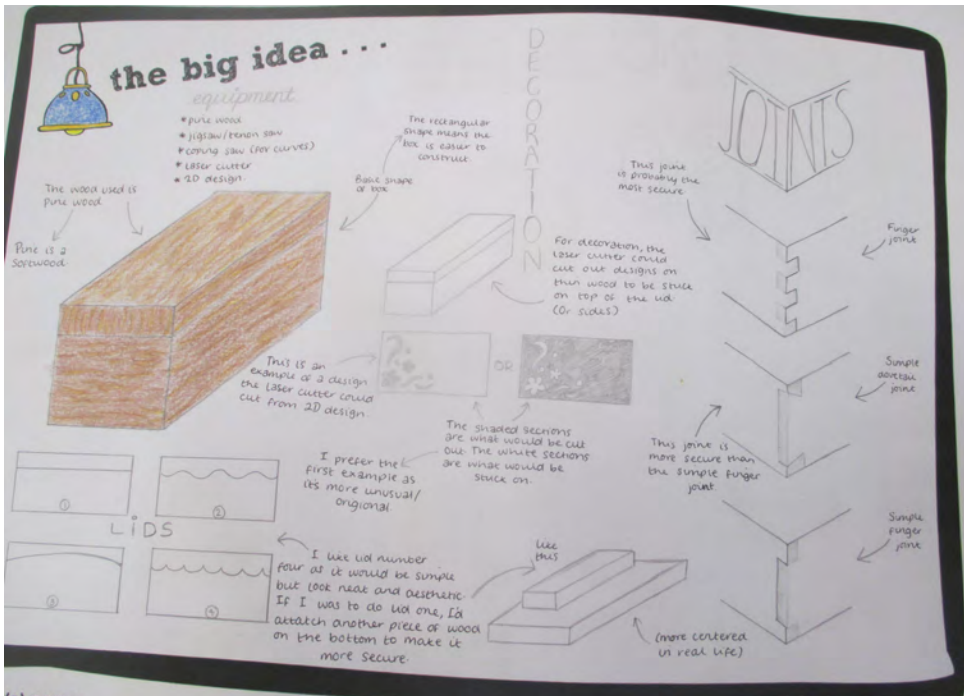 the big idea...
equipment
* pine wood
* jigsaw/tenon saw
* coping saw (for curves)
* laser cutter
* 2D design
The wood used is
pine wood
Pine is a
softwood
The rectangular
shape means the
box is easier to
construct.
Basic shape
of box
DECORATION
For decoration, the
laser cutter could
cut out designs on
thin wood to be stuck
on top of the lid
(Or sides.)
This is an
example of a design
the laser cutter could
cut from 2D design
OR
The shaded sections
are what would be cut
out. The white sections
are what would be
stuck on.
I prefer the
first example as
it's more unusual/
origional.
1
2
LiDS
3
4
I like lid number
four as it would be simple
but look neat and aesthetic.
If I was to do lid one, I'd
attatch another piece of wood
on the bottom to make it
more secure.
like
this
(more centered
in real life)
JOINTS
This joint
is probably the
most secure
Finger
joint
Simple
dovetail
joint
This joint is
more secure than
the simple finger
joint.
Simple
Finger
joint